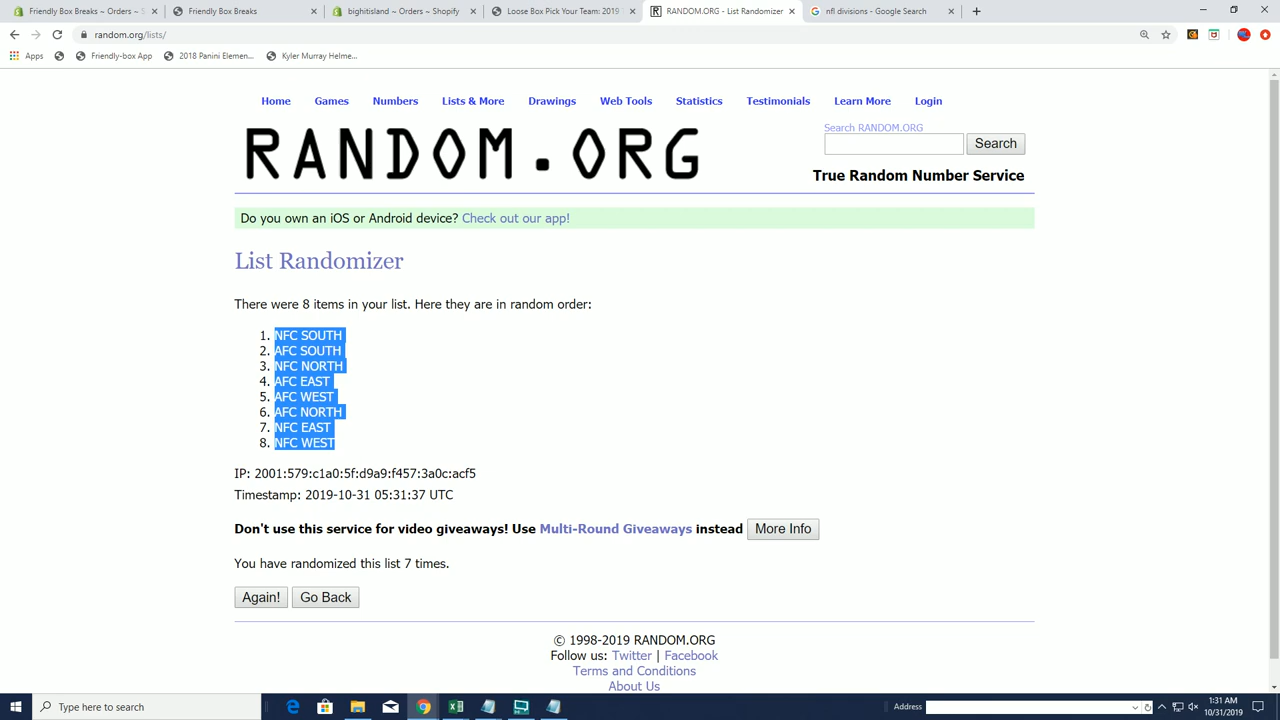 Friendly Box Breaks ~ Orders ~ S
Friendly Box Breaks
bighitisland ~ Orders ~ Shopify
Loose Box Pick Your Team: 2019
RANDOM.ORG - List Randomizer
nfl divisions - Google Search
random.org/lists/
Apps
Friendly-box App
2018 Panini Elemen...
Kyler Murray Helme...
Home Games Numbers Lists & More Drawings Web Tools Statistics Testimonials Learn More Login
RANDOM.ORG
Search RANDOM.ORG
Search
True Random Number Service
Do you own an iOS or Android device? Check out our app!
List Randomizer
There were 8 items in your list. Here they are in random order:
1. NFC SOUTH
2. AFC SOUTH
3. NFC NORTH
4. AFC EAST
5. AFC WEST
6. AFC NORTH
7. NFC EAST
8. NFC WEST
IP: 2001:579:c1a0:5f:d9a9:f457:3a0c:acf5
Timestamp: 2019-10-31 05:31:37 UTC
Don't use this service for video giveaways! Use Multi-Round Giveaways instead More Info
You have randomized this list 7 times.
Again! Go Back
© 1998-2019 RANDOM.ORG
Follow us: Twitter | Facebook
Terms and Conditions
About Us
Type here to search
Address
1:31 AM
10/31/2019